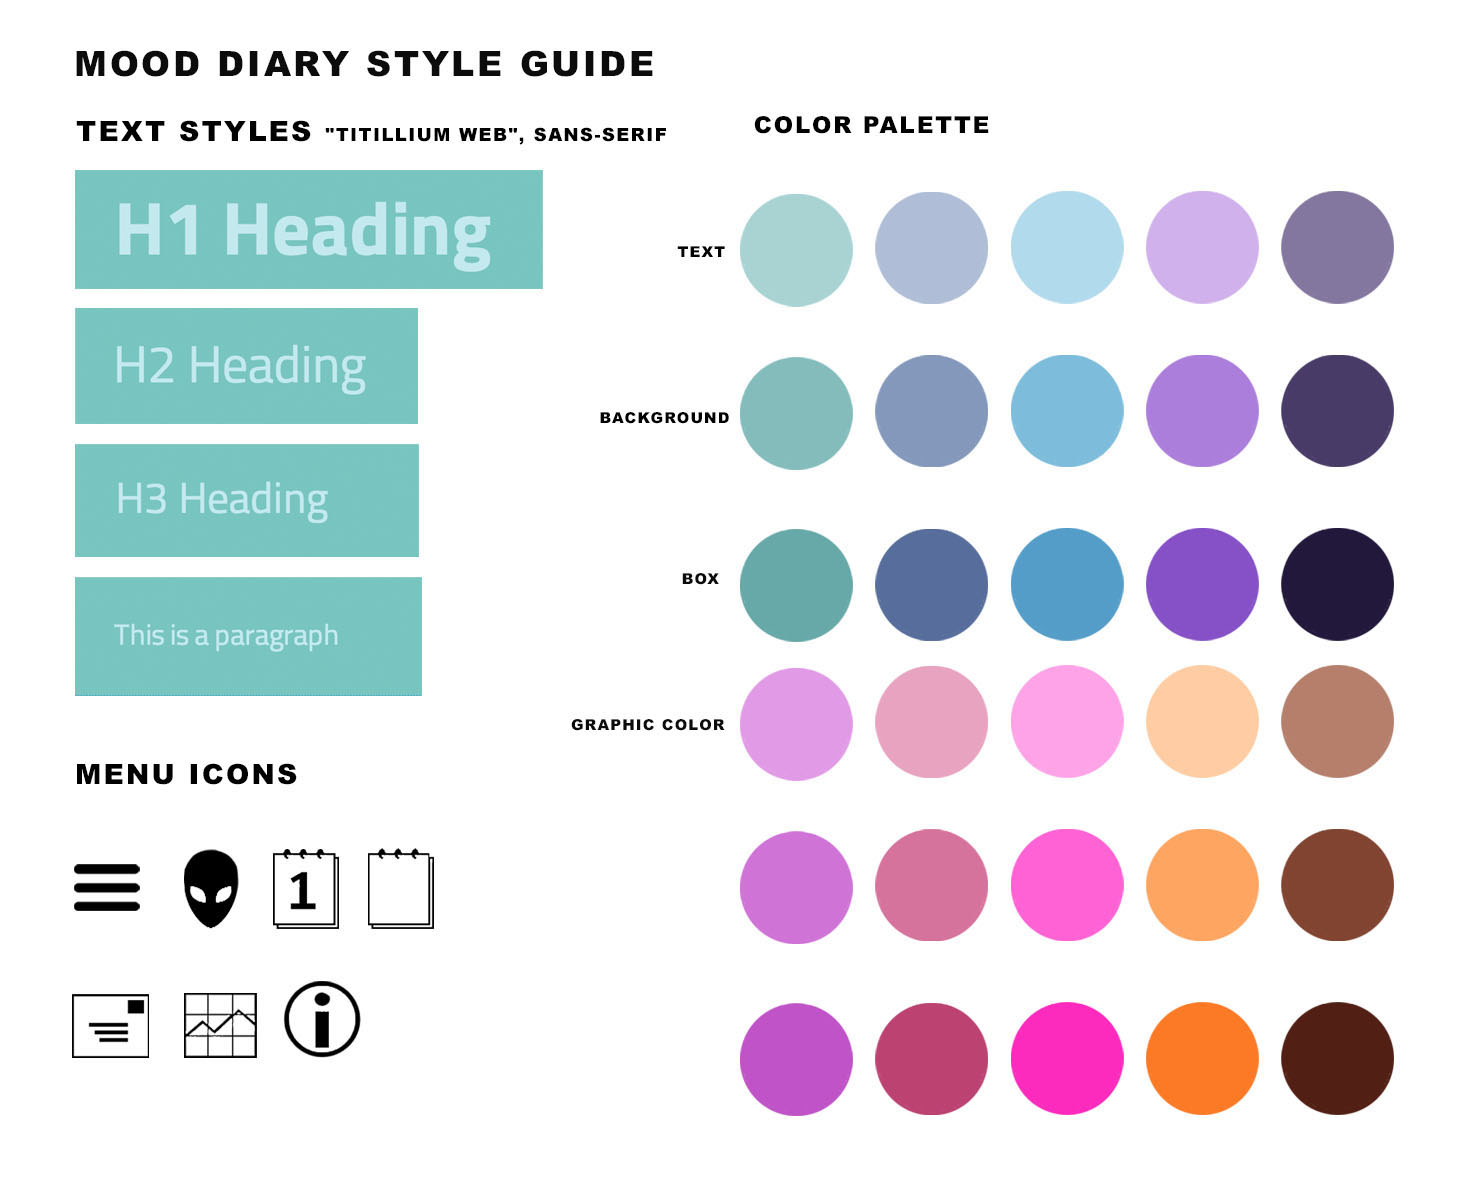 MOOD DIARY STYLE GUIDE
TEXT STYLES "TITILLIUM WEB", SANS-SERIF
H1 Heading
H2 Heading
H3 Heading
This is a paragraph
MENU ICONS
1
COLOR PALETTE
TEXT
BACKGROUND
BOX
GRAPHIC COLOR